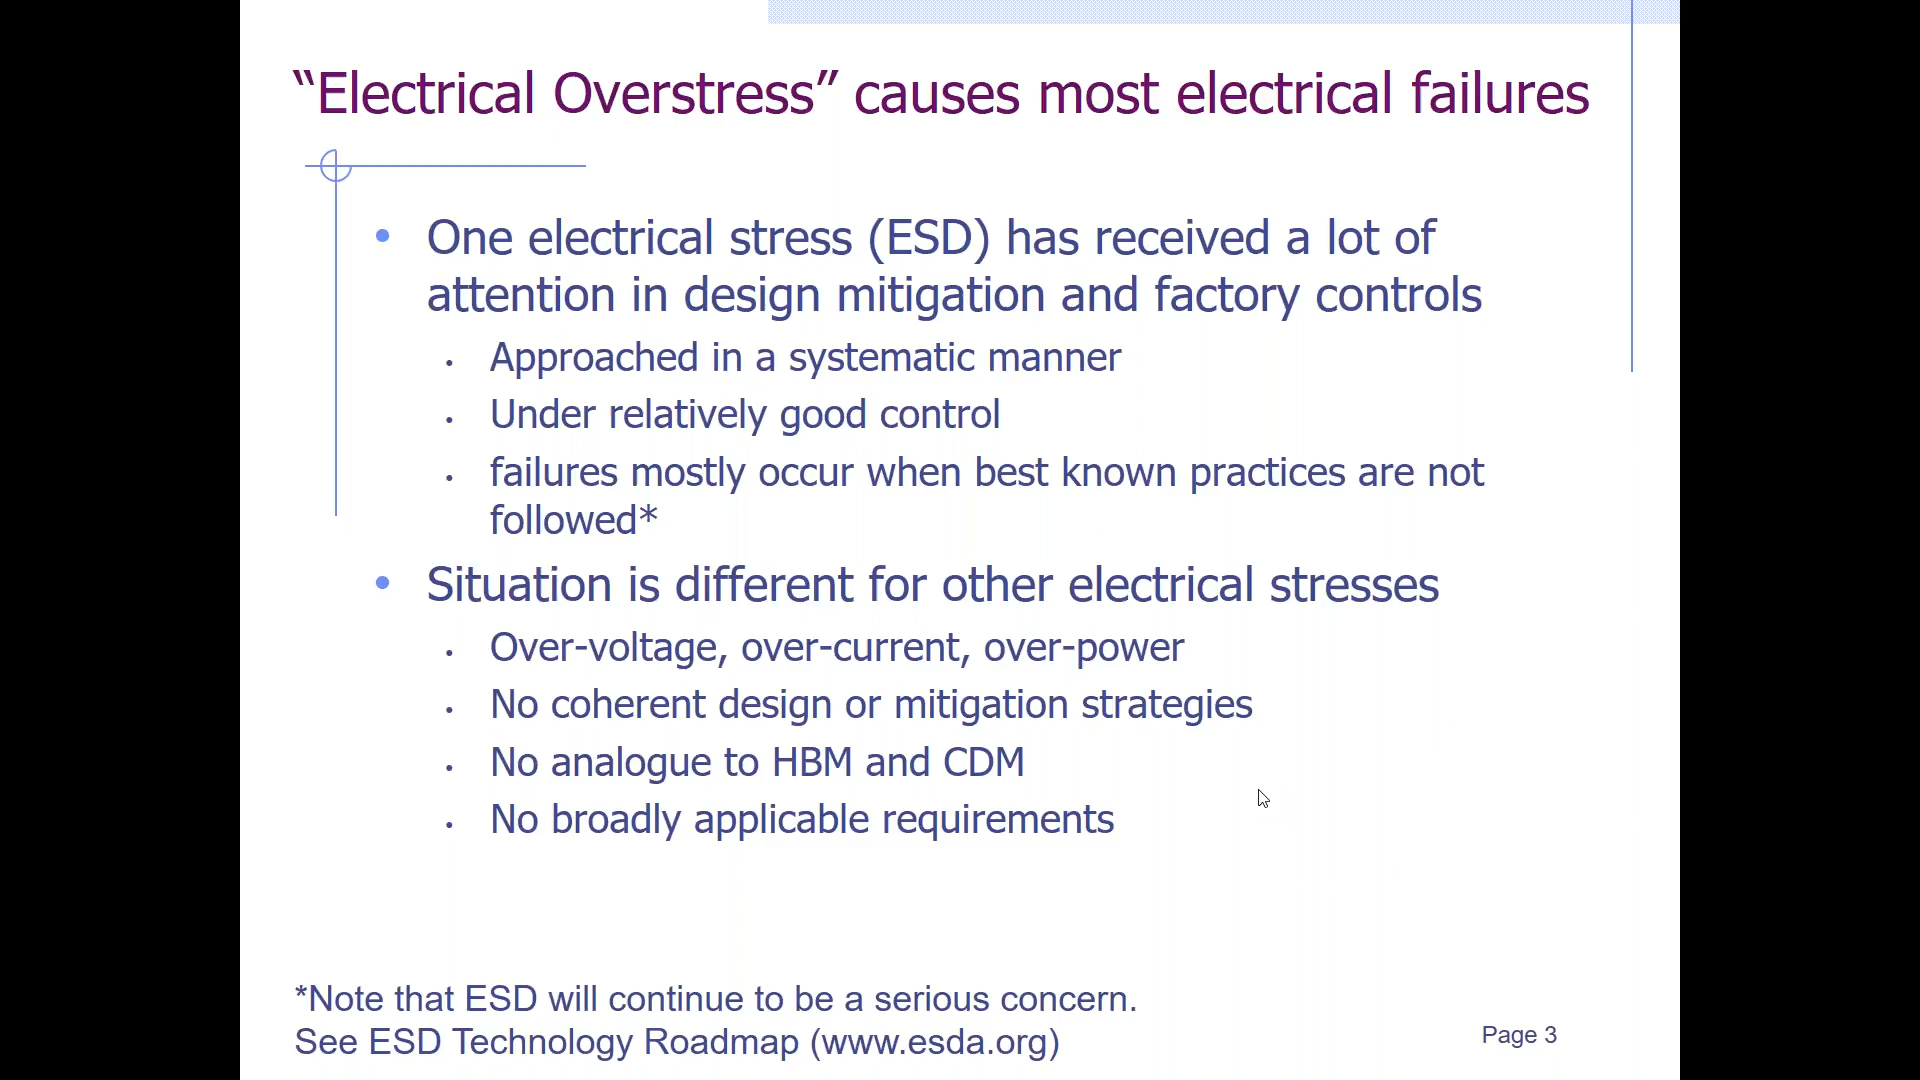 “Electrical Overstress” causes most electrical failures
• One electrical stress (ESD) has received a lot of
attention in design mitigation and factory controls
• Approached in a systematic manner
• Under relatively good control
• failures mostly occur when best known practices are not
followed*
• Situation is different for other electrical stresses
• Over-voltage, over-current, over-power
• No coherent design or mitigation strategies
• No analogue to HBM and CDM
• No broadly applicable requirements
*Note that ESD will continue to be a serious concern.
See ESD Technology Roadmap (www.esda.org)
Page 3